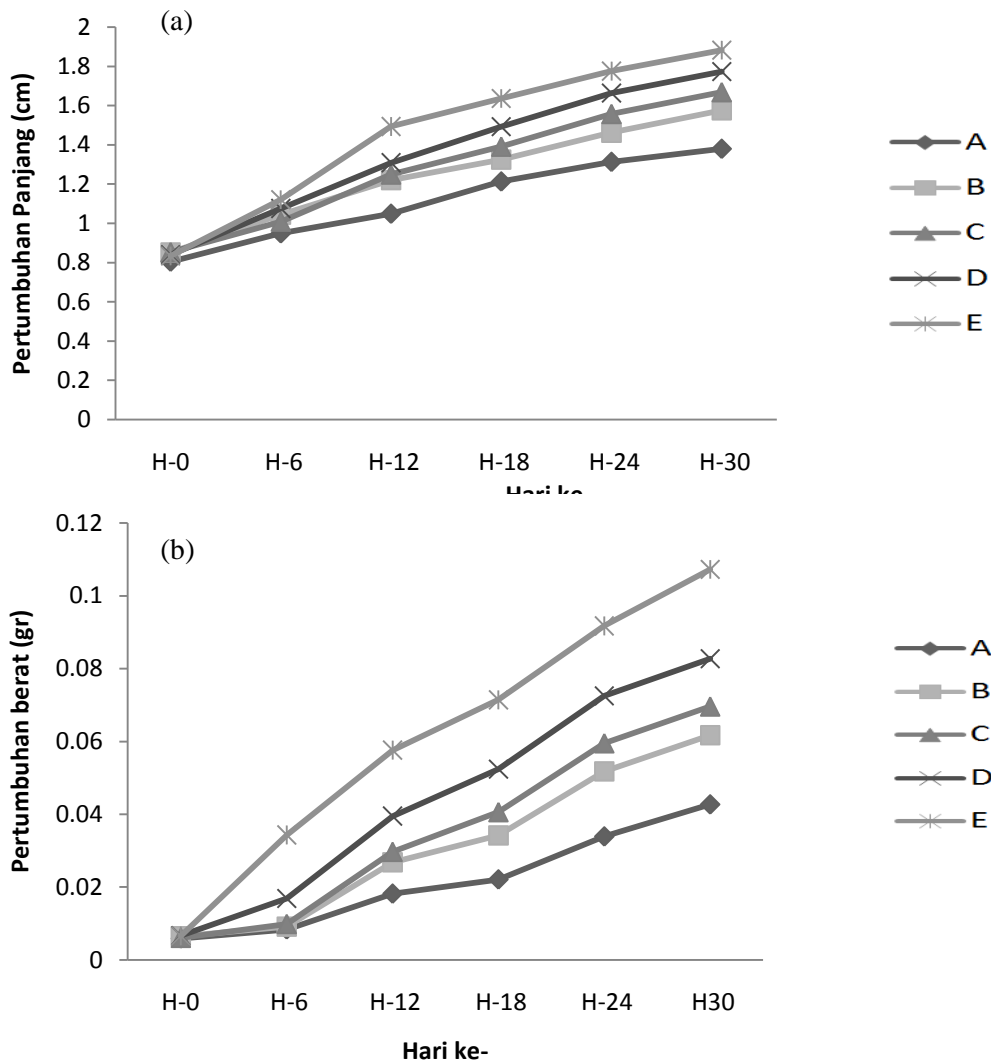 (a)
Pertumbuhan Panjang (cm)
2
1.8
1.6
1.4
1.2
1
0.8
0.6
0.4
0.2
0
H-0 H-6 H-12 H-18 H-24 H-30
Hari ke
A
B
C
D
E
(b)
Pertumbuhan berat (gr)
0.12
0.1
0.08
0.06
0.04
0.02
0
H-0 H-6 H-12 H-18 H-24 H30
Hari ke-
A
B
C
D
E